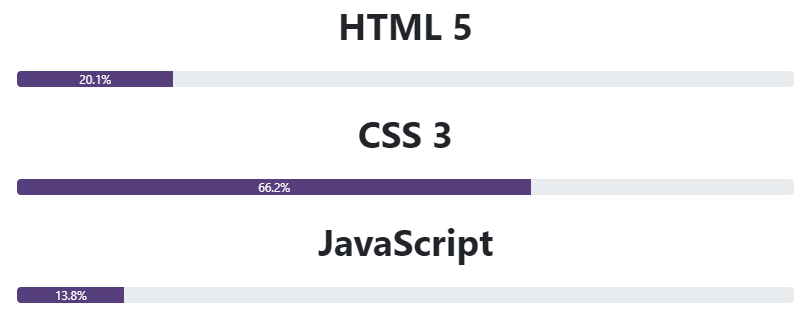 HTML 5
20.1%
CSS 3
66.2%
JavaScript
13.8%